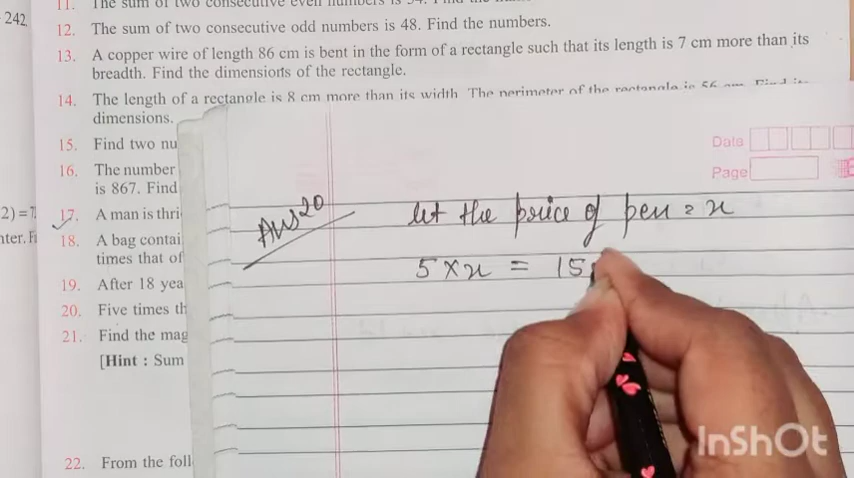 242
11. The sum of two consecutive even numbers is 54.
12. The sum of two consecutive odd numbers is 48. Find the numbers.
13. A copper wire of length 86 cm is bent in the form of a rectangle such that its length is 7 cm more than its
breadth. Find the dimensions of the rectangle.
14. The length of a rectangle is 8 cm more than its width. The perimeter of the rectangle is 56 cm. Find its
dimensions.
15. Find two nu
16. The number
is 867. Find
2) = 7
17. A man is thri
nter. F
18. A bag contai
times that of
19. After 18 yea
20. Five times th
21. Find the mag
[Hint : Sum
22. From the foll
Date
Page
Ans 20
let the price of pen = x
5 × x = 15
InShOt